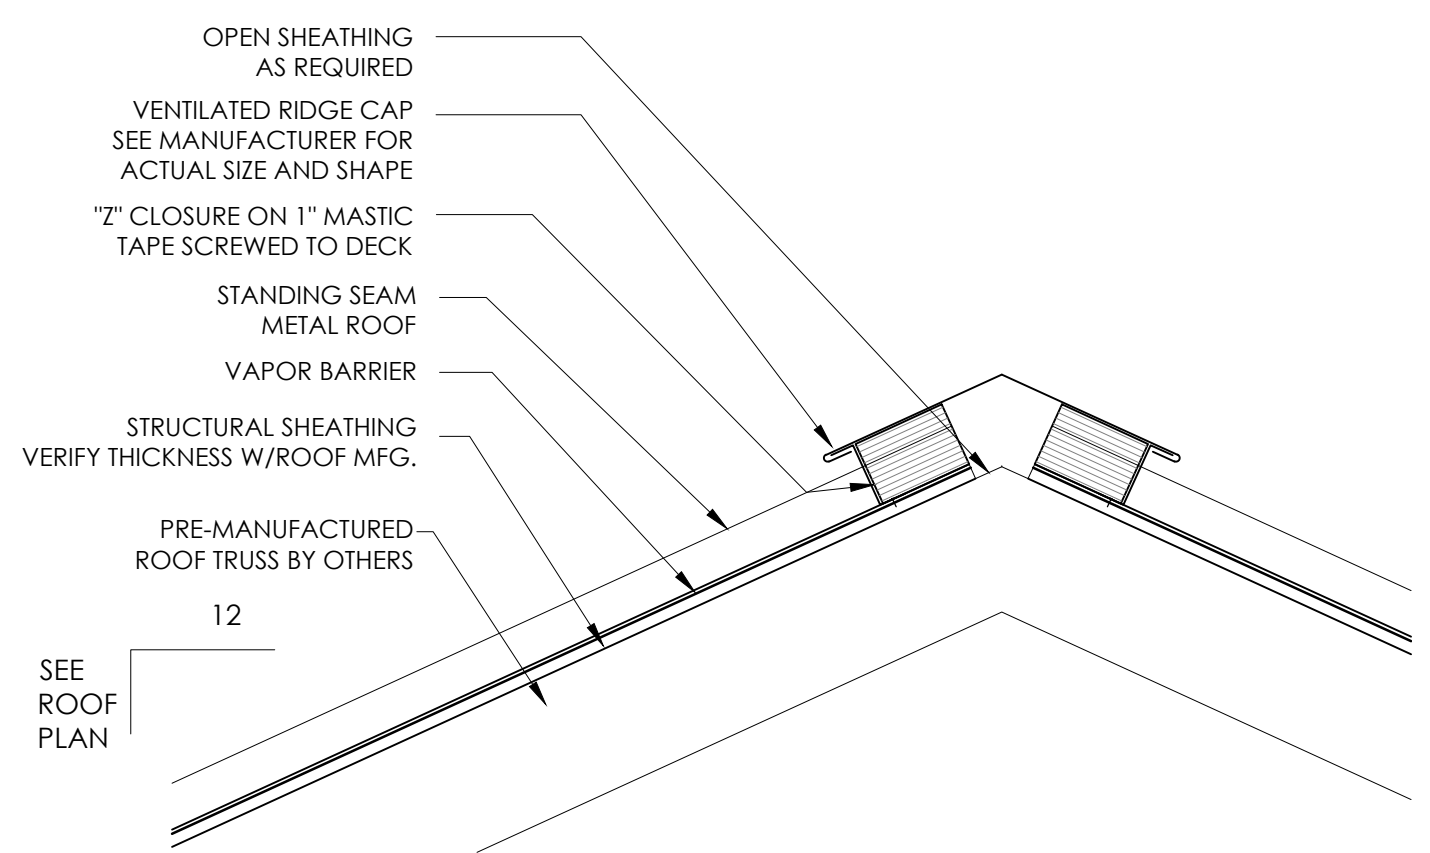 OPEN SHEATHING
AS REQUIRED
VENTILATED RIDGE CAP
SEE MANUFACTURER FOR
ACTUAL SIZE AND SHAPE
"Z" CLOSURE ON 1" MASTIC
TAPE SCREWED TO DECK
STANDING SEAM
METAL ROOF
VAPOR BARRIER
STRUCTURAL SHEATHING
VERIFY THICKNESS W/ROOF MFG.
PRE-MANUFACTURED
ROOF TRUSS BY OTHERS
12
SEE
ROOF
PLAN